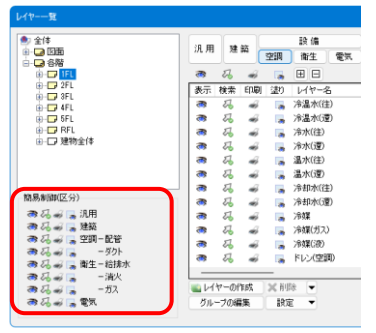 レイヤー一覧
全体
図面
各階
1FL
2FL
3FL
4FL
5FL
RFL
建物全体
簡易制御(区分)
汎用
建築
空調－配管
－ダクト
衛生－給排水
－消火
－ガス
電気
汎用 建築 設備
空調 衛生 電気
表示 検索 印刷 塗り レイヤー名
冷温水(往)
冷温水(還)
冷水(往)
冷水(還)
温水(往)
温水(還)
冷却水(往)
冷却水(還)
冷媒
冷媒(ガス)
冷媒(液)
ドレン(空調)
レイヤーの作成 削除
グループの編集 設定